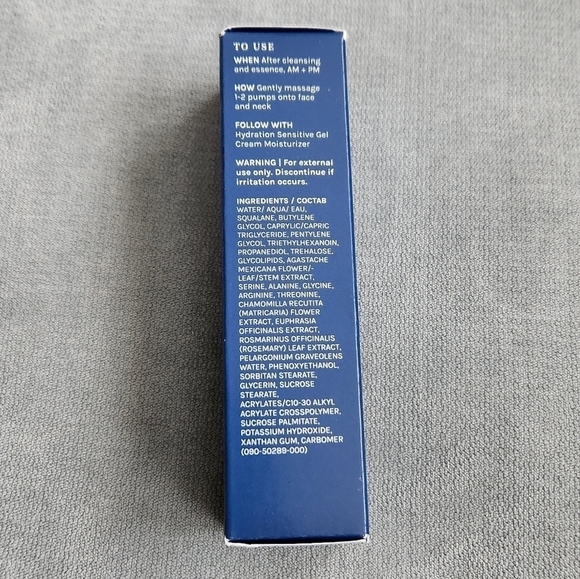 TO USE
WHEN After cleansing
and essence, AM + PM
HOW Gently massage
1-2 pumps onto face
and neck
FOLLOW WITH
Hydration Sensitive Gel
Cream Moisturizer
WARNING | For external
use only. Discontinue if
irritation occurs.
INGREDIENTS / COCTAB
WATER/ AQUA/ EAU,
SQUALANE, BUTYLENE
GLYCOL, CAPRYLIC/CAPRIC
TRIGLYCERIDE, PENTYLENE
GLYCOL, TRIETHYLHEXANOIN,
PROPANEDIOL, TREHALOSE,
GLYCOLIPIDS, AGASTACHE
MEXICANA FLOWER/-
LEAF/STEM EXTRACT,
SERINE, ALANINE, GLYCINE,
ARGININE, THREONINE,
CHAMOMILLA RECUTITA
(MATRICARIA) FLOWER
EXTRACT, EUPHRASIA
OFFICINALIS EXTRACT,
ROSMARINUS OFFICINALIS
(ROSEMARY) LEAF EXTRACT,
PELARGONIUM GRAVEOLENS
WATER, PHENOXYETHANOL,
SORBITAN STEARATE,
GLYCERIN, SUCROSE
STEARATE,
ACRYLATES/C10-30 ALKYL
ACRYLATE CROSSPOLYMER,
SUCROSE PALMITATE,
POTASSIUM HYDROXIDE,
XANTHAN GUM, CARBOMER
(090-50289-000)